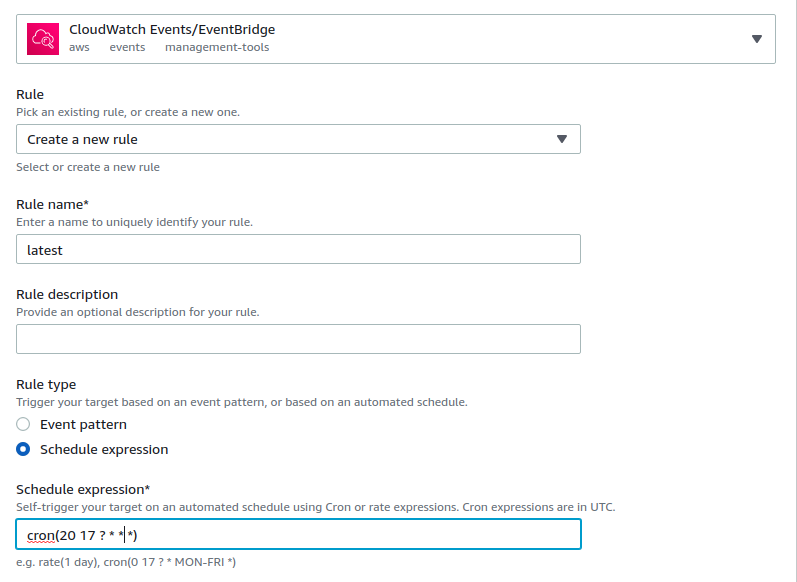 CloudWatch Events/EventBridge
aws events management-tools
Rule
Pick an existing rule, or create a new one.
Create a new rule
Select or create a new rule
Rule name*
Enter a name to uniquely identify your rule.
latest
Rule description
Provide an optional description for your rule.
Rule type
Trigger your target based on an event pattern, or based on an automated schedule.
Event pattern
Schedule expression
Schedule expression*
Self-trigger your target on an automated schedule using Cron or rate expressions. Cron expressions are in UTC.
cron(20 17 ? * * *)
e.g. rate(1 day), cron(0 17 ? * MON-FRI *)